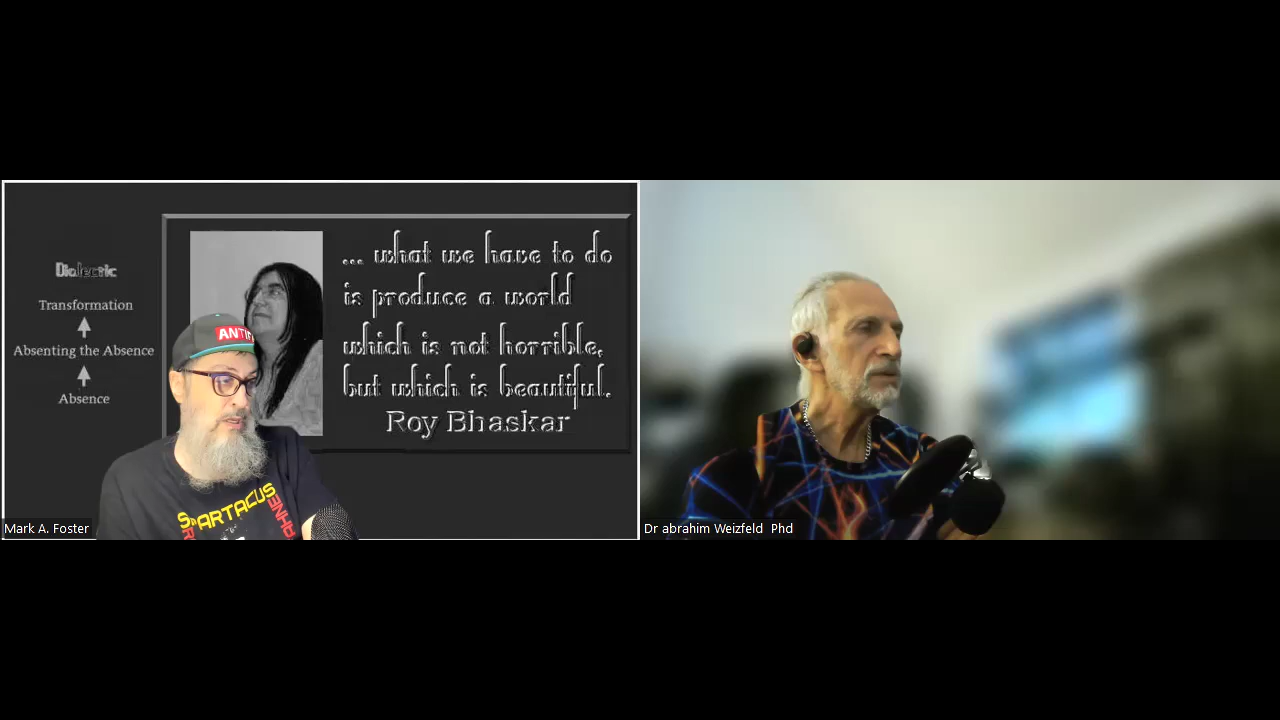 Dialectic
Transformation
Absenting the Absence
Absence
... what we have to do
is produce a world
which is not horrible,
but which is beautiful.
Roy Bhaskar
SPARTACUS
Mark A. Foster
Dr abrahim Weizfeld Phd